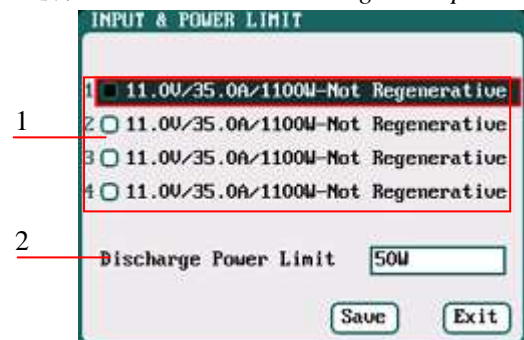 INPUT & POWER LIMIT
1 11.0V/35.0A/1100W-Not Regenerative
1
2 11.0V/35.0A/1100W-Not Regenerative
3 11.0V/35.0A/1100W-Not Regenerative
4 11.0V/35.0A/1100W-Not Regenerative
2
Discharge Power Limit 50W
Save Exit